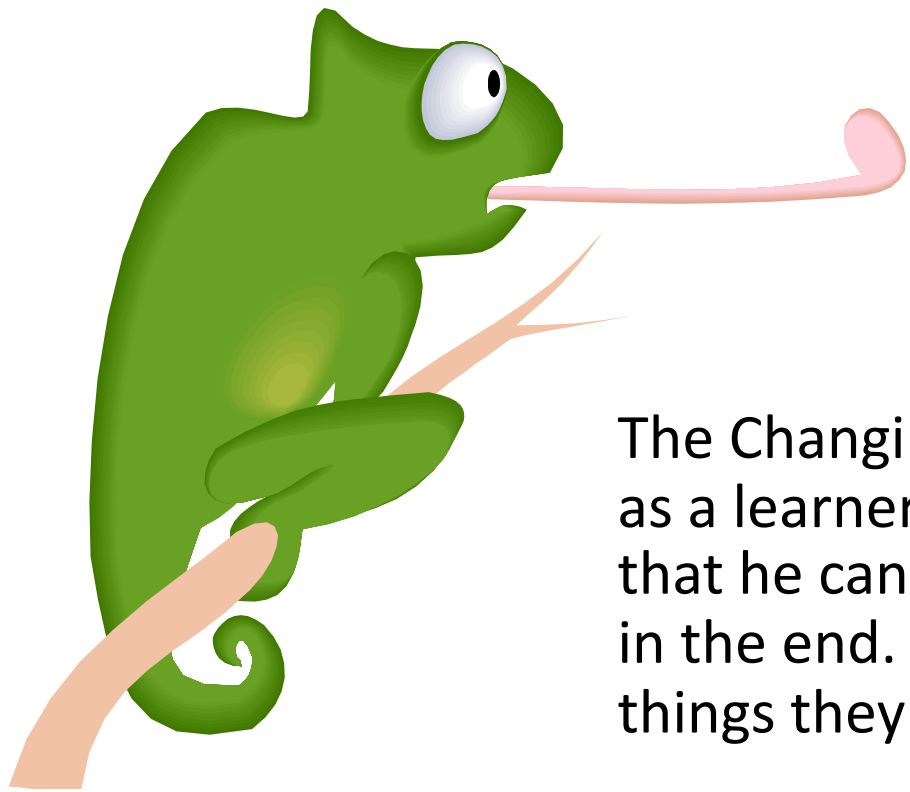 The Changi
as a learner
that he can
in the end.
things they